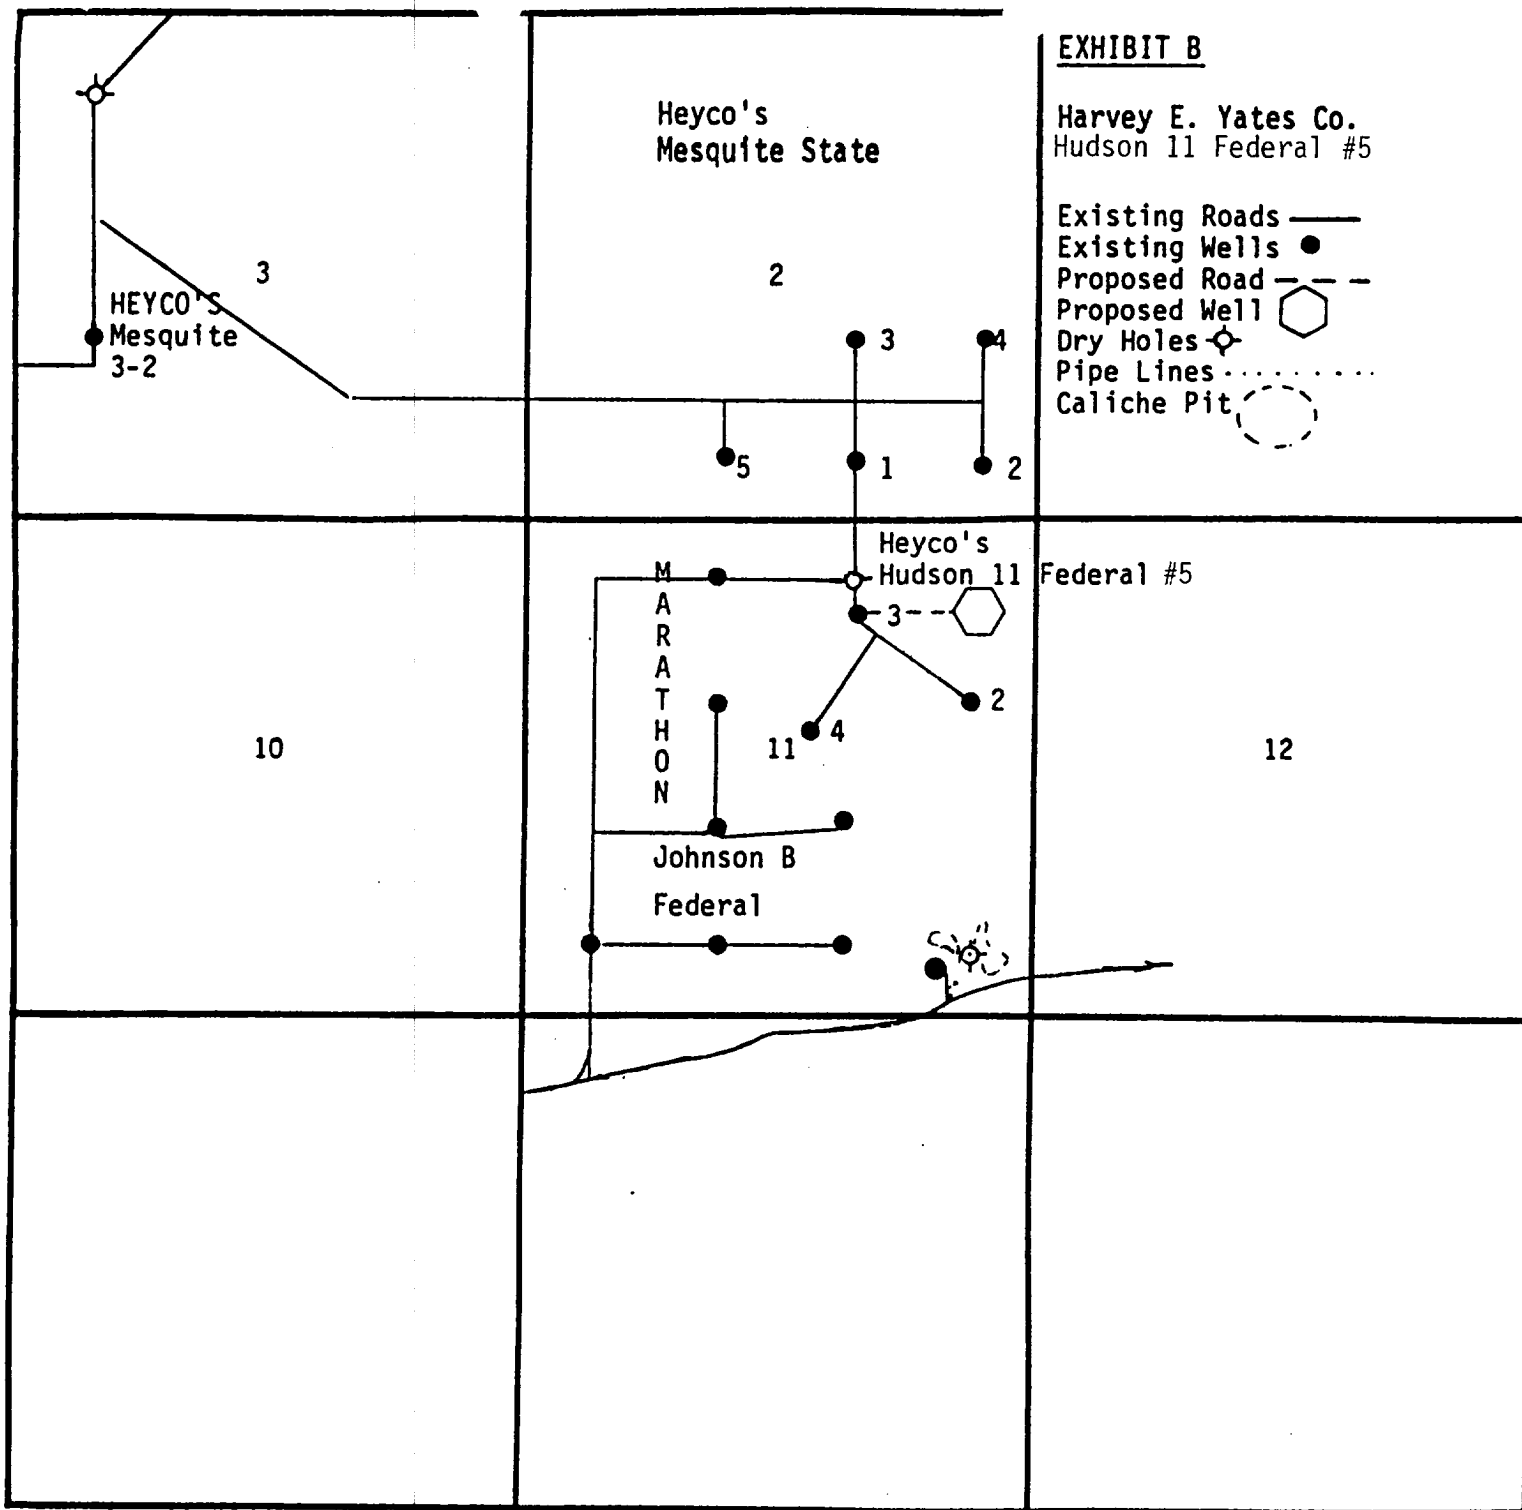 EXHIBIT B
Harvey E. Yates Co.
Hudson 11 Federal #5
Existing Roads
Existing Wells
Proposed Road
Proposed Well
Dry Holes
Pipe Lines
Caliche Pit
Heyco's
Mesquite State
3
2
HEYCO'S
Mesquite
3-2
3
4
5
1
2
Heyco's
Hudson 11 Federal #5
3
2
4
MARATHON
10
11
12
Johnson B
Federal